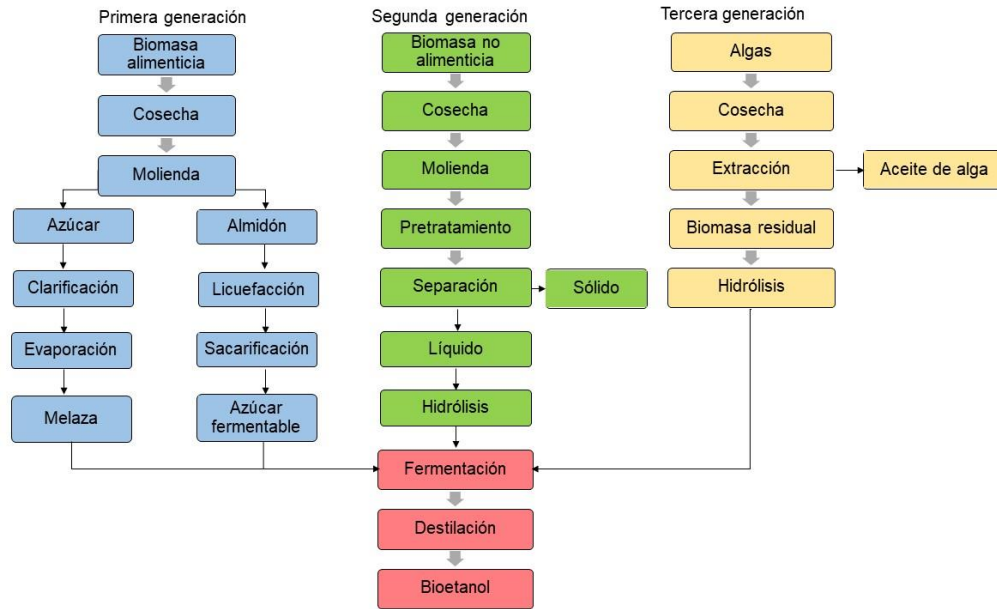 Primera generación
Biomasa
alimenticia
Cosecha
Molienda
Azúcar
Clarificación
Evaporación
Melaza
Almidón
Licuefacción
Sacarificación
Azúcar
fermentable
Segunda generación
Biomasa no
alimenticia
Cosecha
Molienda
Pretratamiento
Separación
Sólido
Líquido
Hidrólisis
Tercera generación
Algas
Cosecha
Extracción
Aceite de alga
Biomasa residual
Hidrólisis
Fermentación
Destilación
Bioetanol